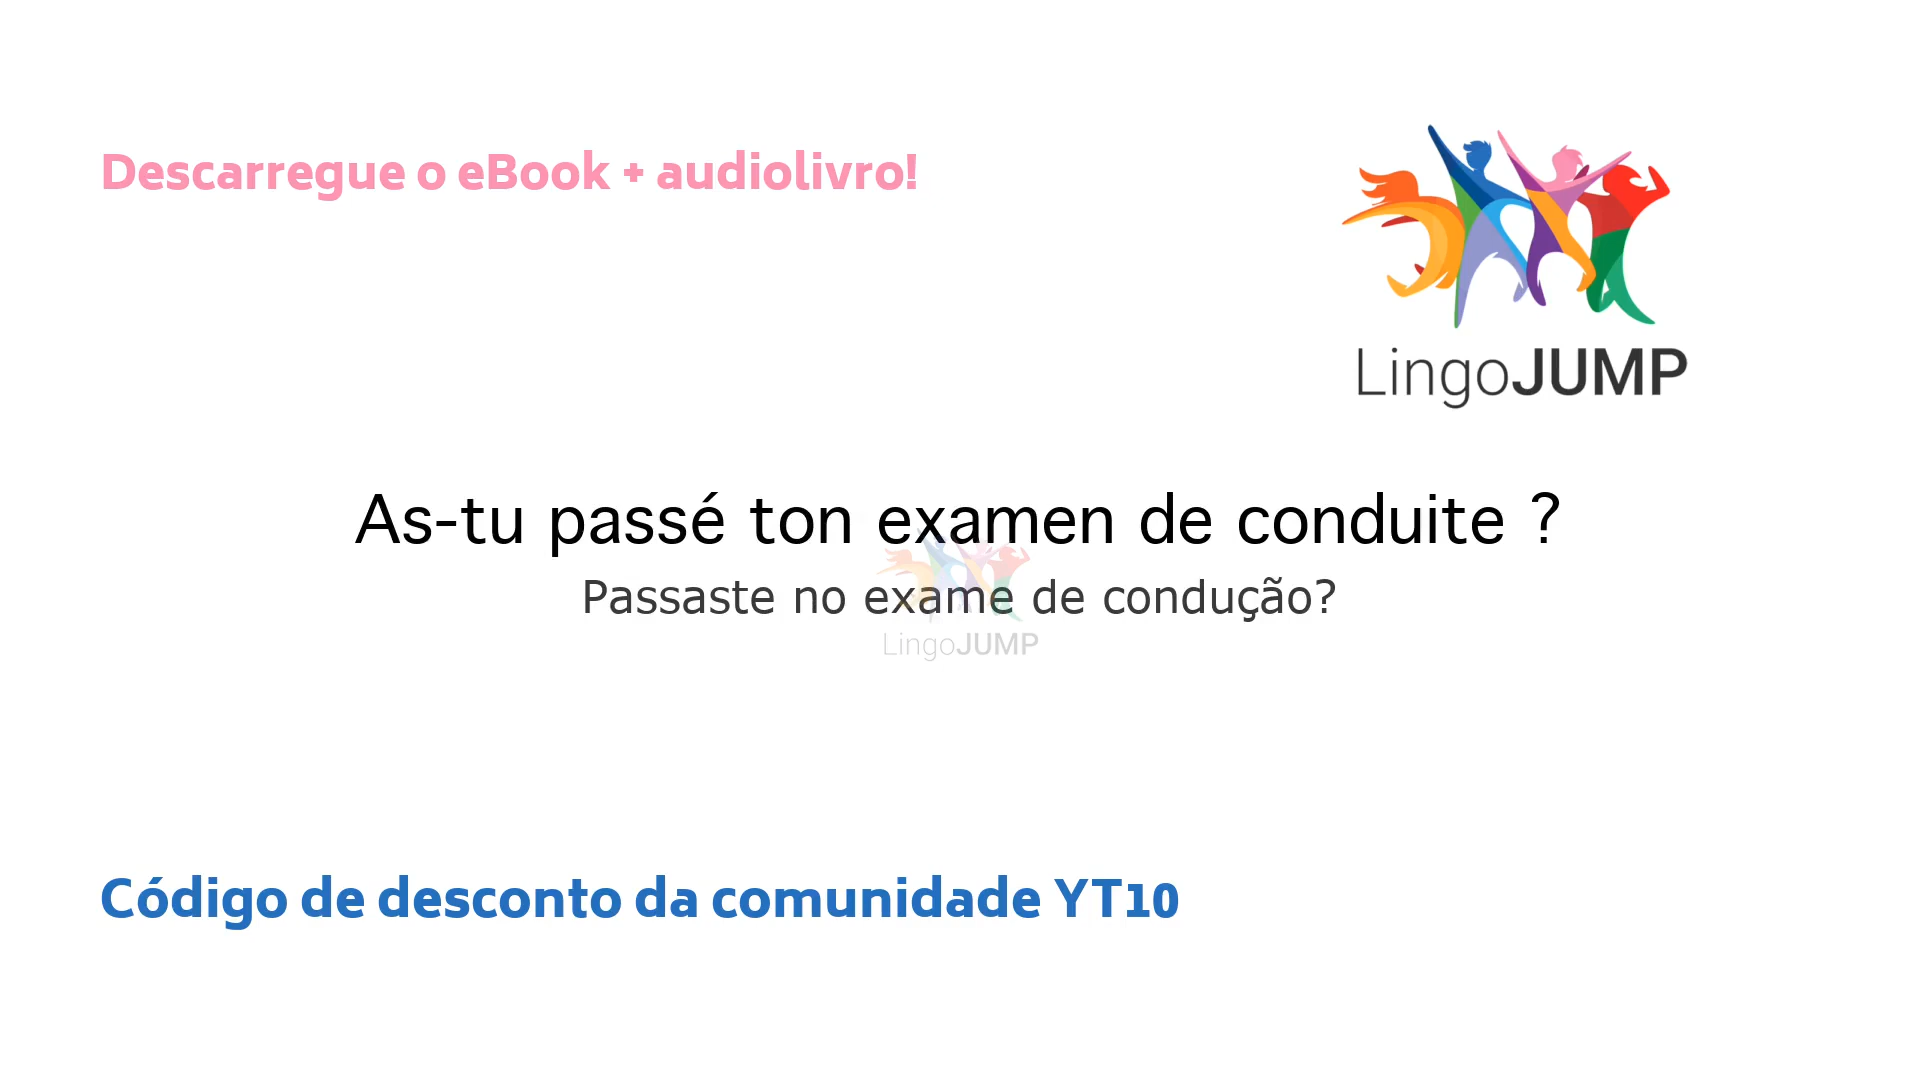 Descarregue o eBook + audiolivro!
LingoJUMP
As-tu passé ton examen de conduite ?
Passaste no exame de condução?
LingoJUMP
Código de desconto da comunidade YT10